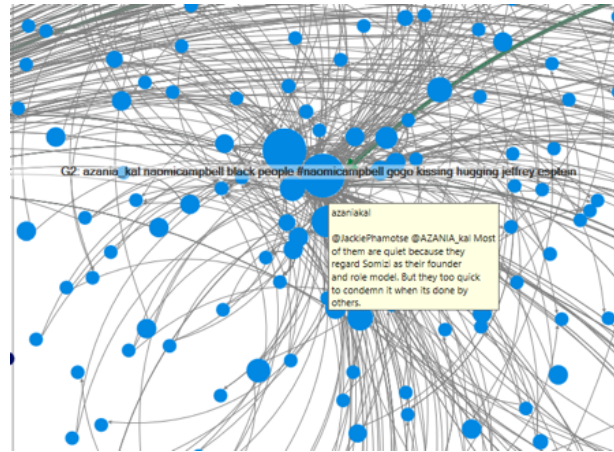 G2: azania_kai naomicampbell black people #naomicampbell gogo kissing hugging jeffrey esptein
azaniakai
@JackiePhamotse @AZANIA_kai Most
of them are quiet because they
regard Somizi as their founder
and role model. But they too quick
to condemn it when its done by
others.